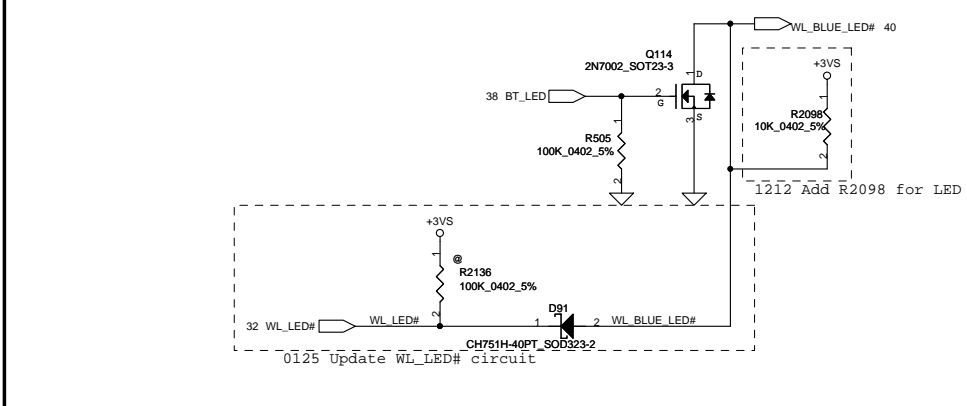 WL_BLUE_LED# 40
Q114
2N7002_SOT23-3
1
D
38 BT_LED
2
G
3
S
+3VS
1
R2098
10K_0402_5%
2
1
R505
100K_0402_5%
2
1212 Add R2098 for LED
+3VS
1
@
R2136
100K_0402_5%
2
D91
32 WL_LED#
WL_LED#
1
2
WL_BLUE_LED#
CH751H-40PT_SOD323-2
0125 Update WL_LED# circuit